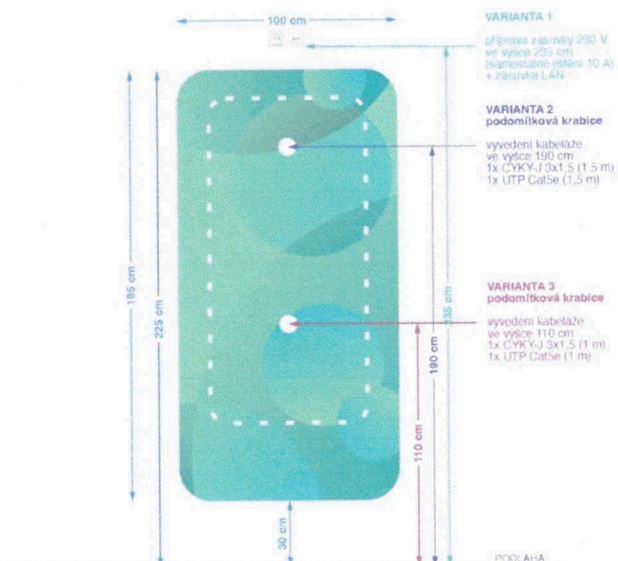 100 cm
VARIANTA 1
příprava zásuvky 230 V
ve výšce 235 cm
(samostatné jištění 10 A)
+ zásuvka LAN
VARIANTA 2
podomítková krabice
vyvedení kabeláže
ve výšce 190 cm
1x CYKY-J 3x1,5 (1,5 m)
1x UTP Cat5e (1,5 m)
VARIANTA 3
podomítková krabice
vyvedení kabeláže
ve výšce 110 cm
1x CYKY-J 3x1,5 (1 m)
1x UTP Cat5e (1 m)
195 cm
225 cm
235 cm
190 cm
110 cm
30 cm
PODLAHA